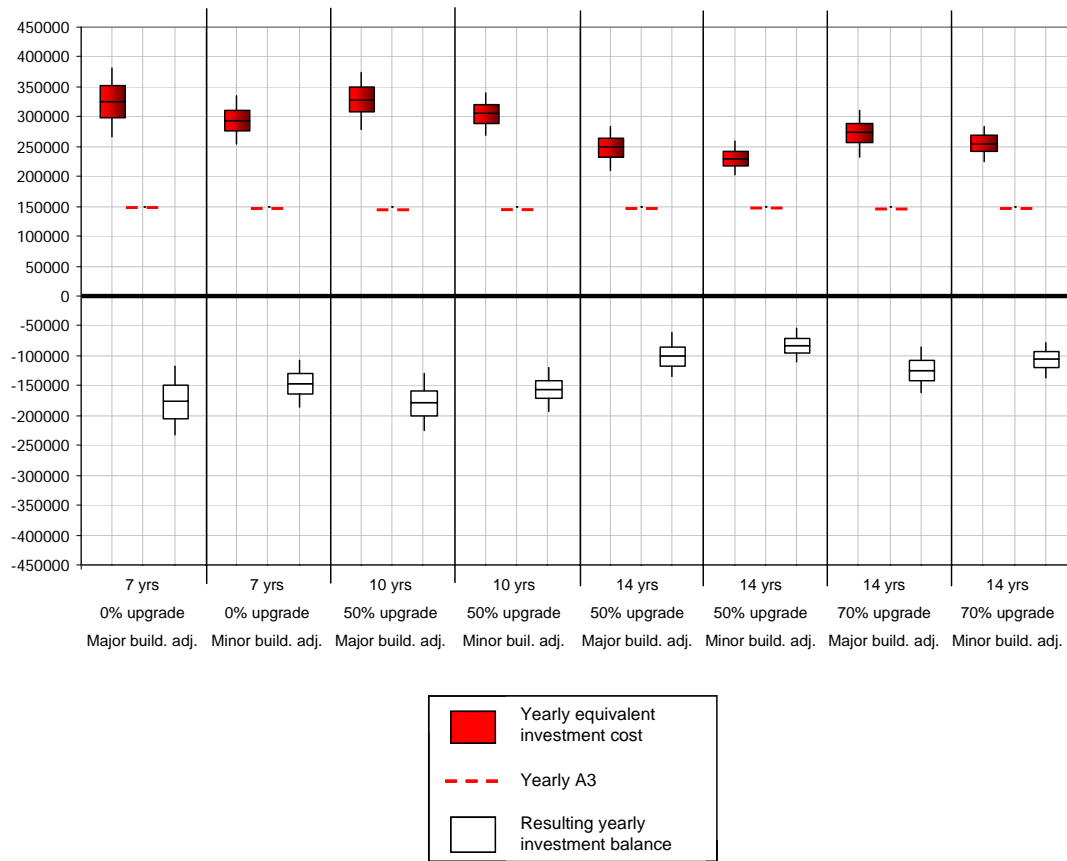 450000
400000
350000
300000
250000
200000
150000
100000
50000
0
-50000
-100000
-150000
-200000
-250000
-300000
-350000
-400000
-450000
7 yrs 7 yrs 10 yrs 10 yrs 14 yrs 14 yrs 14 yrs 14 yrs
0% upgrade 0% upgrade 50% upgrade 50% upgrade 50% upgrade 50% upgrade 70% upgrade 70% upgrade
Major build. adj. Minor build. adj. Major build. adj. Minor buil. adj. Major build. adj. Minor build. adj. Major build. adj. Minor build. adj.
Yearly equivalent
investment cost
Yearly A3
Resulting yearly
investment balance